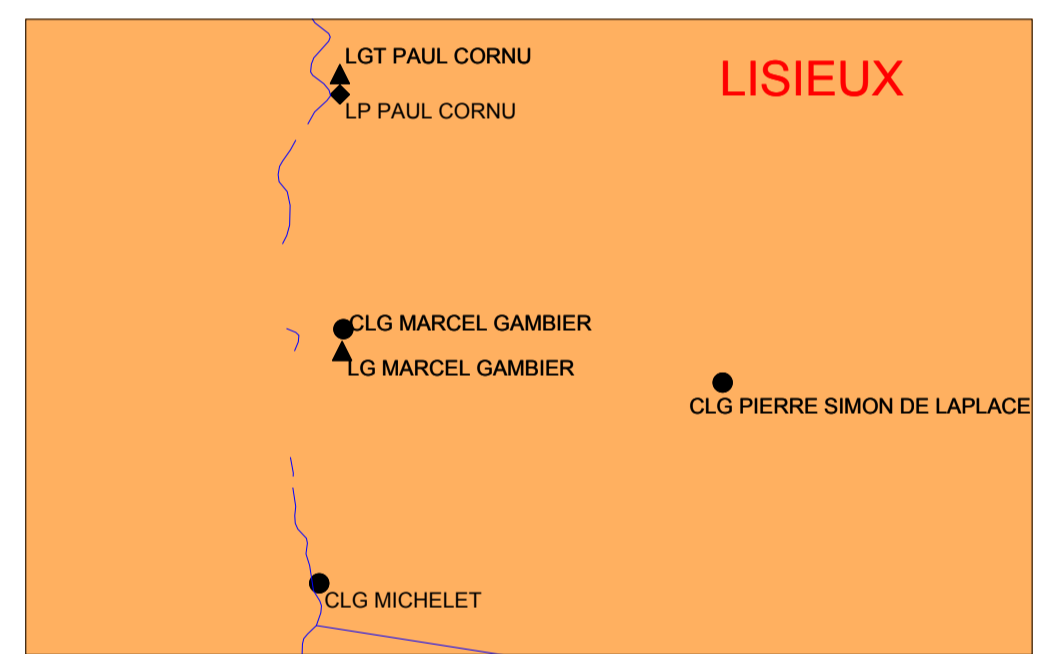 LGT PAUL CORNU
LISIEUX
LP PAUL CORNU
CLG MARCEL GAMBIER
LG MARCEL GAMBIER
CLG PIERRE SIMON DE LAPLACE
CLG MICHELET